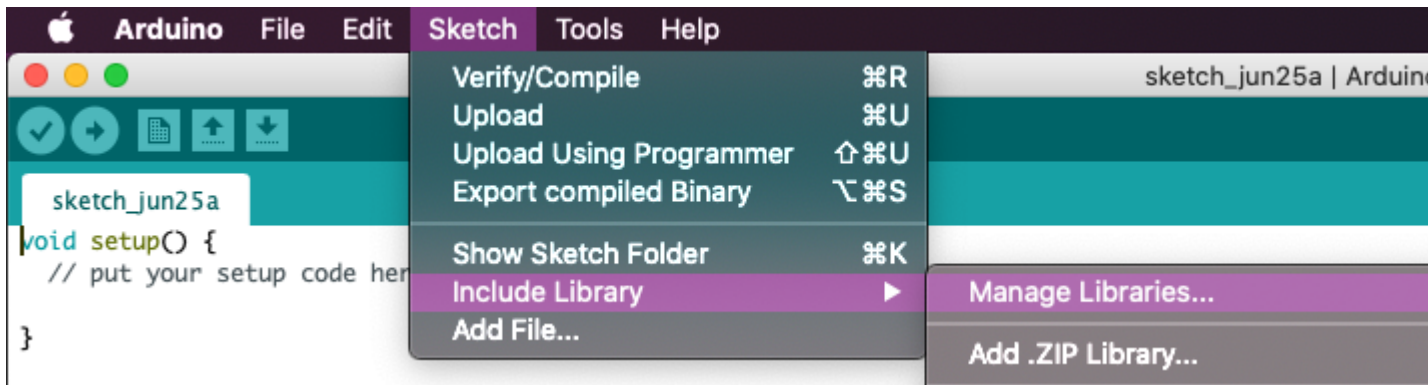 Arduino File Edit Sketch Tools Help
sketch_jun25a | Arduin
Verify/Compile ⌘R
Upload ⌘U
Upload Using Programmer ⇧⌘U
Export compiled Binary ⌥⌘S
Show Sketch Folder ⌘K
Include Library ▶
Add File...
Manage Libraries...
Add .ZIP Library...
sketch_jun25a
void setup() {
// put your setup code her
}